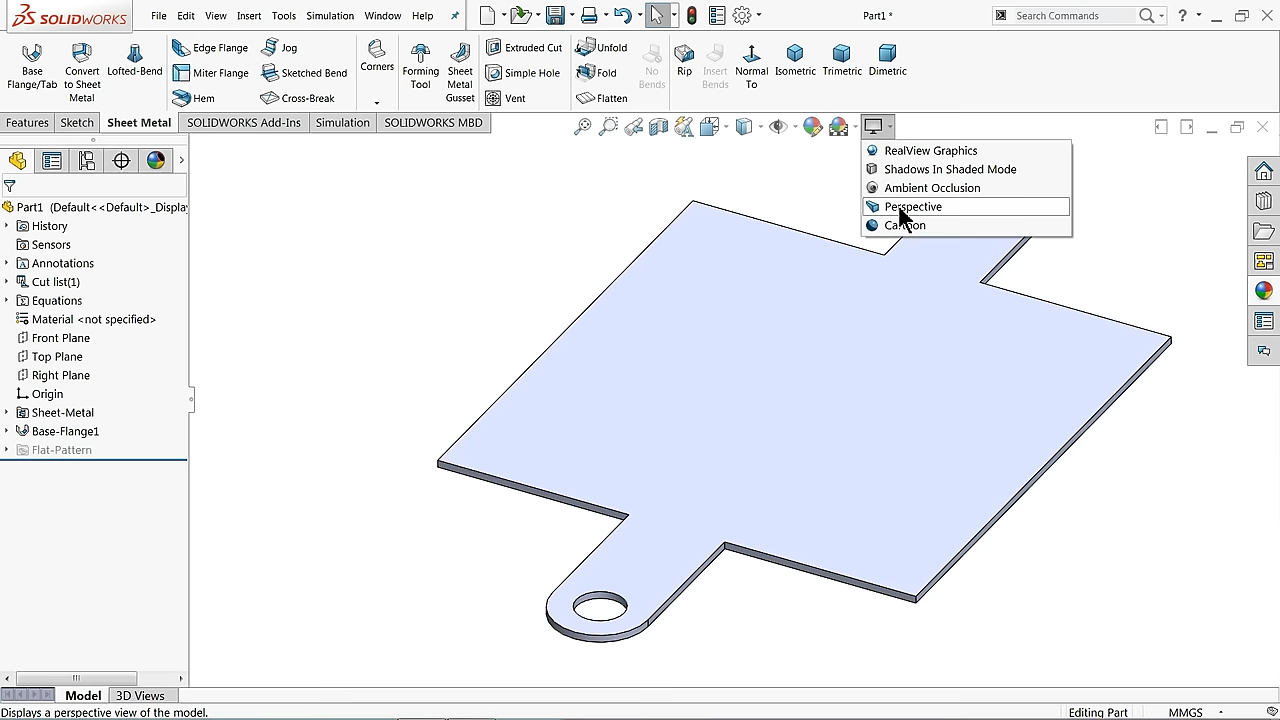 SOLIDWORKS
File Edit View Insert Tools Simulation Window Help
Part1 *
Search Commands
?
Base Flange/Tab
Convert to Sheet Metal
Lofted-Bend
Edge Flange
Miter Flange
Hem
Jog
Sketched Bend
Cross-Break
Corners
Forming Tool
Sheet Metal Gusset
Extruded Cut
Simple Hole
Vent
Unfold
Fold
Flatten
No Bends
Rip
Insert Bends
Normal To
Isometric
Trimetric
Dimetric
Features Sketch Sheet Metal SOLIDWORKS Add-Ins Simulation SOLIDWORKS MBD
RealView Graphics
Shadows In Shaded Mode
Ambient Occlusion
Perspective
Cartoon
Part1 (Default<<Default>_Displa
History
Sensors
Annotations
Cut list(1)
Equations
Material <not specified>
Front Plane
Top Plane
Right Plane
Origin
Sheet-Metal
Base-Flange1
Flat-Pattern
Model 3D Views
Displays a perspective view of the model.
Editing Part
MMGS